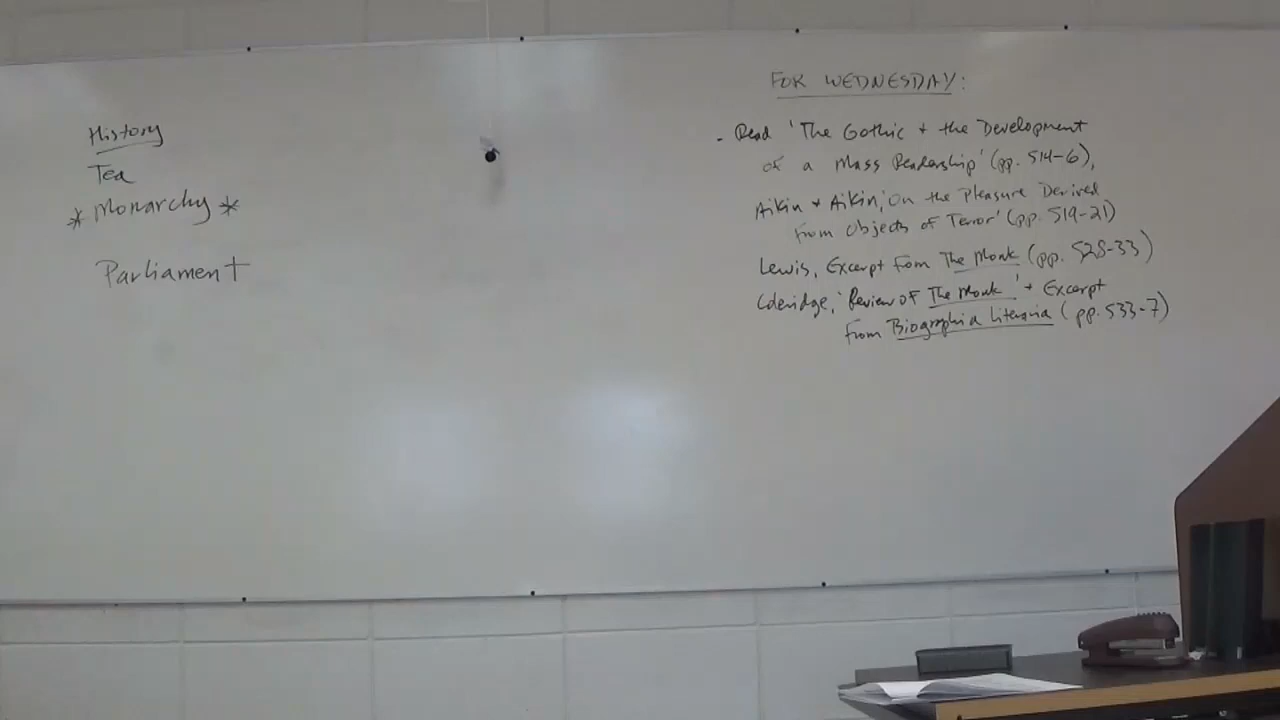 History
Tea
* Monarchy *
Parliament
FOR WEDNESDAY:
- Read 'The Gothic + the Development
of a Mass Readership' (pp. 514-6),
Aikin + Aikin, 'On the Pleasure Derived
from Objects of Terror' (pp. 519-21)
Lewis, Excerpt from The Monk (pp. 528-33)
Coleridge, 'Review of The Monk' + Excerpt
from Biographia Literaria (pp. 533-7)